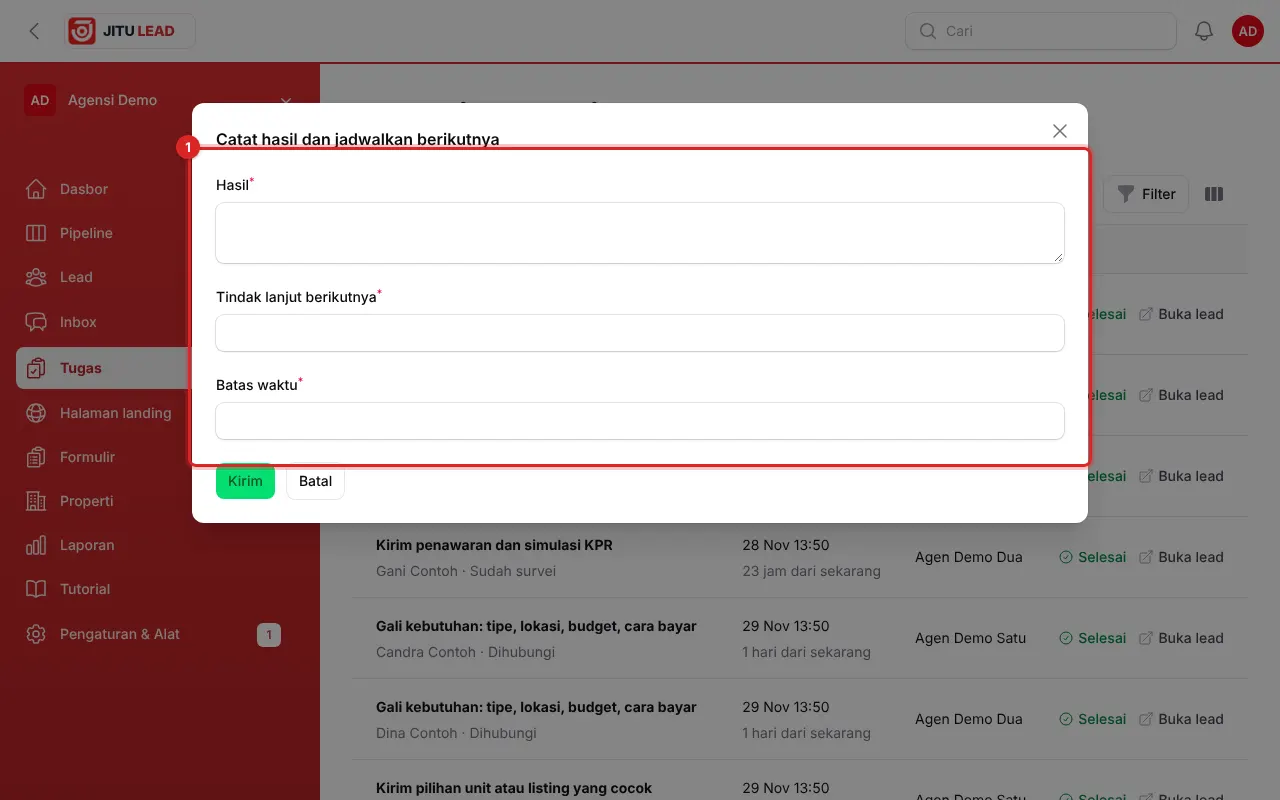 JITU LEAD
Cari
AD
AD
Agensi Demo
Dasbor
Pipeline
Lead
Inbox
Tugas
Halaman landing
Formulir
Properti
Laporan
Tutorial
Pengaturan & Alat
1
1
Catat hasil dan jadwalkan berikutnya
Hasil*
Tindak lanjut berikutnya*
Batas waktu*
Kirim
Batal
Filter
Buka lead
Buka lead
Buka lead
Kirim penawaran dan simulasi KPR
Gani Contoh · Sudah survei
28 Nov 13:50
23 jam dari sekarang
Agen Demo Dua
Selesai
Buka lead
Gali kebutuhan: tipe, lokasi, budget, cara bayar
Candra Contoh · Dihubungi
29 Nov 13:50
1 hari dari sekarang
Agen Demo Satu
Selesai
Buka lead
Gali kebutuhan: tipe, lokasi, budget, cara bayar
Dina Contoh · Dihubungi
29 Nov 13:50
1 hari dari sekarang
Agen Demo Dua
Selesai
Buka lead
Kirim pilihan unit atau listing yang cocok
29 Nov 13:50
Agen Demo Satu
Selesai
Buka lead